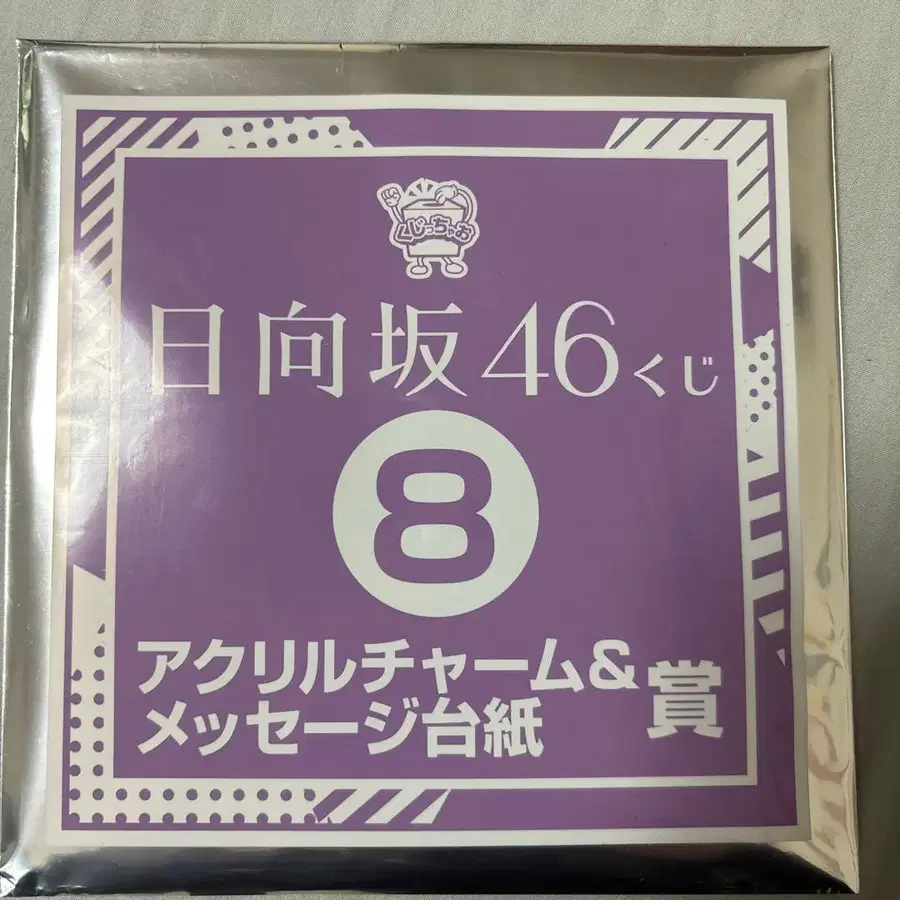 くじっちゃお
日向坂46くじ
8
アクリルチャーム&
メッセージ台紙
賞